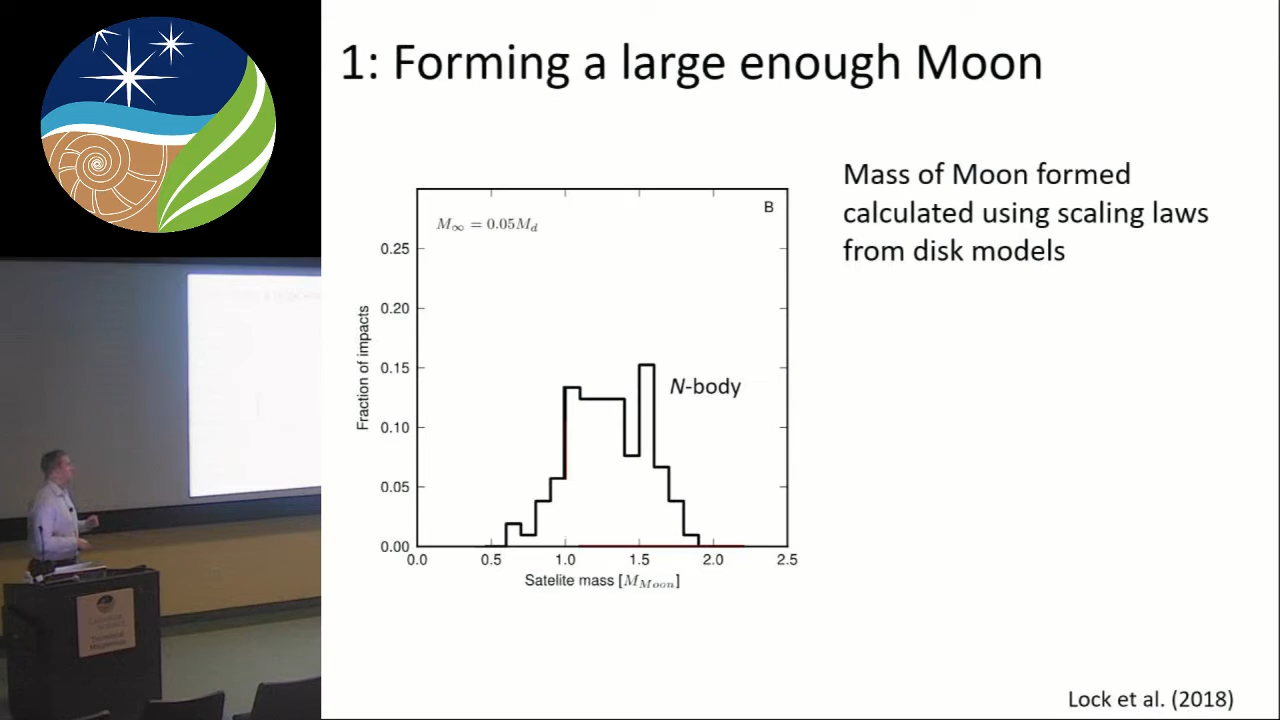 1: Forming a large enough Moon
Mass of Moon formed
calculated using scaling laws
from disk models
B
M∞ = 0.05Md
0.25
0.20
0.15
0.10
0.05
0.00
Fraction of impacts
N-body
0.0 0.5 1.0 1.5 2.0 2.5
Satelite mass [MMoon]
Lock et al. (2018)